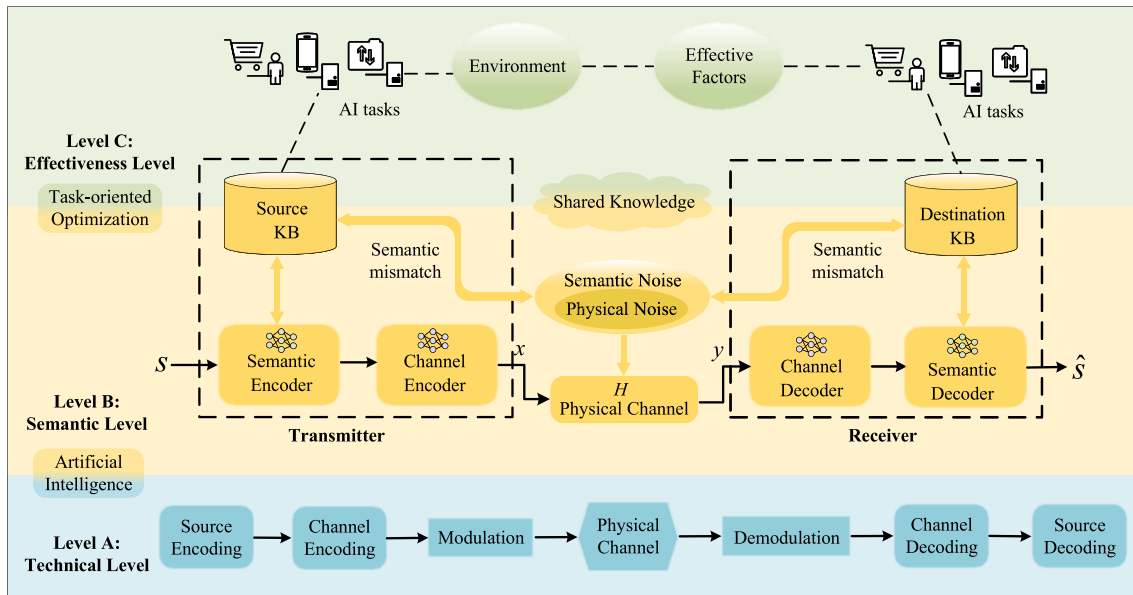 Environment
Effective
Factors
AI tasks
AI tasks
Level C:
Effectiveness Level
Task-oriented
Optimization
Source
KB
Shared Knowledge
Destination
KB
Semantic
mismatch
Semantic
mismatch
Semantic Noise
Physical Noise
S
Semantic
Encoder
Channel
Encoder
x
H
Physical Channel
y
Channel
Decoder
Semantic
Decoder
ŝ
Transmitter
Receiver
Level B:
Semantic Level
Artificial
Intelligence
Level A:
Technical Level
Source
Encoding
Channel
Encoding
Modulation
Physical
Channel
Demodulation
Channel
Decoding
Source
Decoding